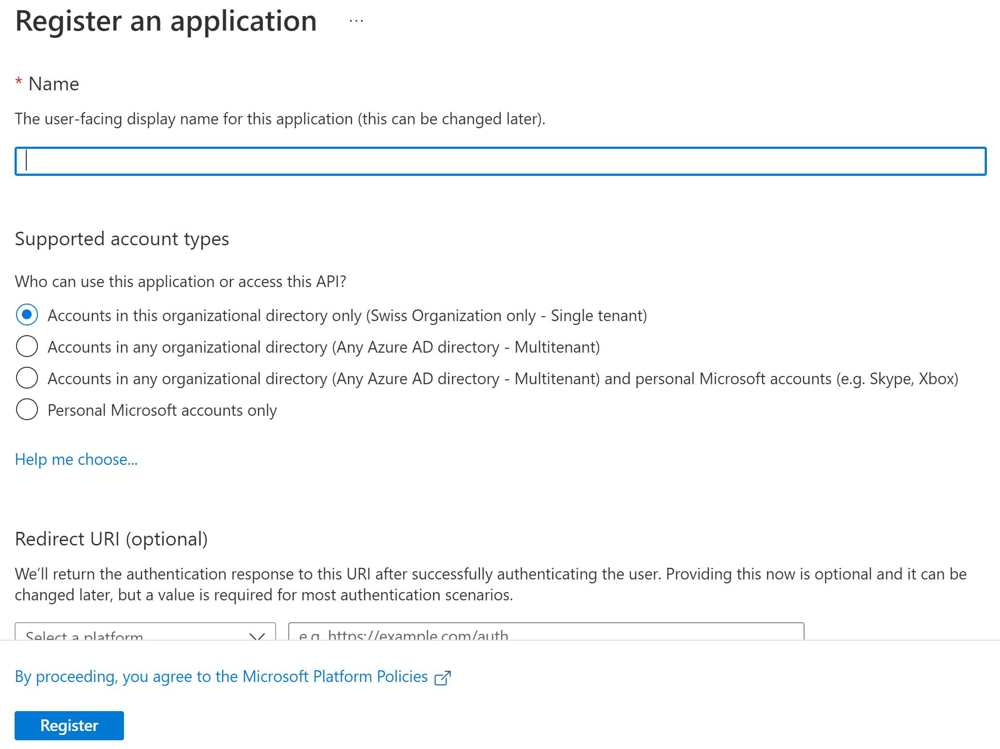 Register an application ...
* Name
The user-facing display name for this application (this can be changed later).
Supported account types
Who can use this application or access this API?
Accounts in this organizational directory only (Swiss Organization only - Single tenant)
Accounts in any organizational directory (Any Azure AD directory - Multitenant)
Accounts in any organizational directory (Any Azure AD directory - Multitenant) and personal Microsoft accounts (e.g. Skype, Xbox)
Personal Microsoft accounts only
Help me choose...
Redirect URI (optional)
We’ll return the authentication response to this URI after successfully authenticating the user. Providing this now is optional and it can be
changed later, but a value is required for most authentication scenarios.
Select a platform
e.g. https://example.com/auth
By proceeding, you agree to the Microsoft Platform Policies
Register